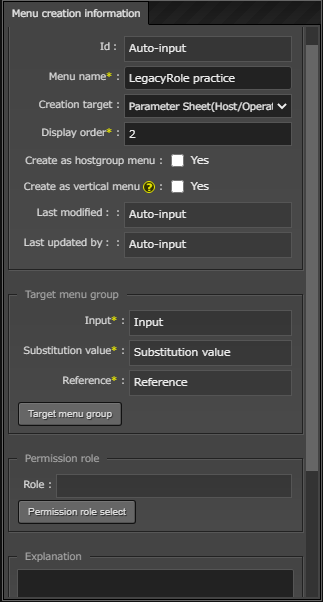 Menu creation information
Id : Auto-input
Menu name* : LegacyRole practice
Creation target : Parameter Sheet(Host/Operat
Display order* : 2
Create as hostgroup menu : Yes
Create as vertical menu ? : Yes
Last modified : : Auto-input
Last updated by : : Auto-input
Target menu group
Input* : Input
Substitution value* : Substitution value
Reference* : Reference
Target menu group
Permission role
Role :
Permission role select
Explanation